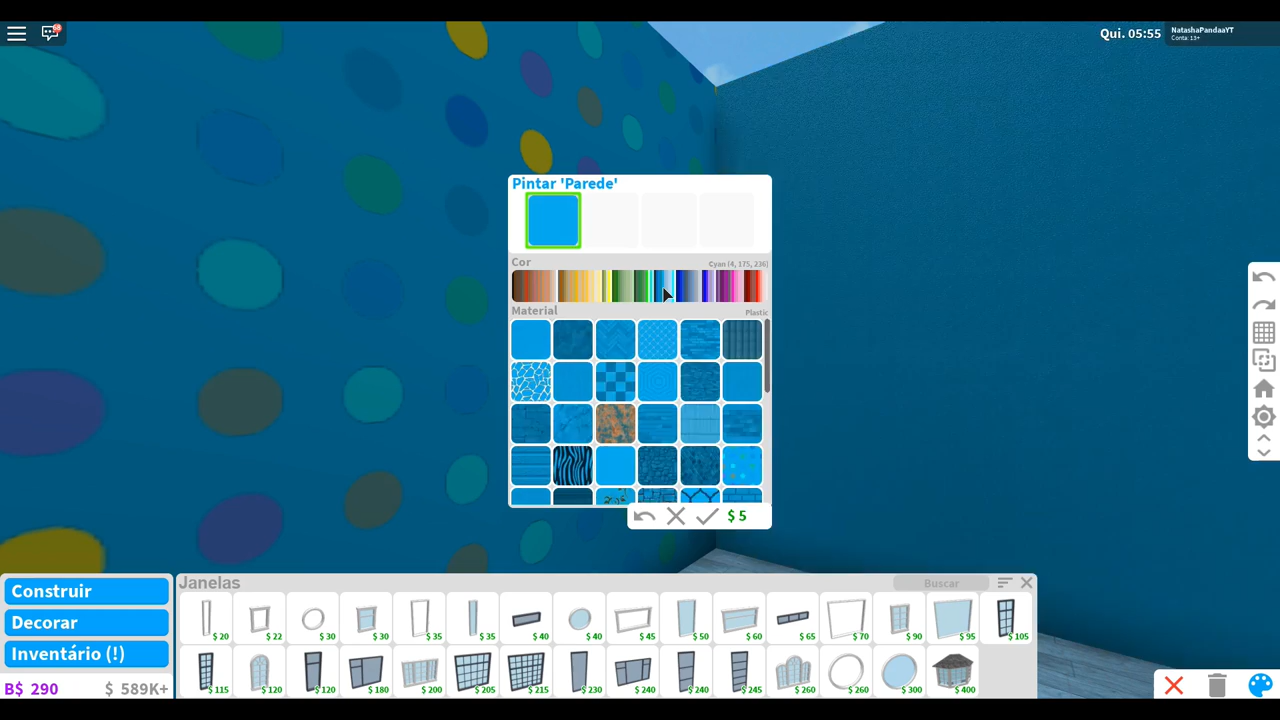 Qui. 05:55
NatashaPandaaYT
Conta: 13+
Pintar 'Parede'
Cor
Cyan (4, 175, 236)
Material
Plastic
$ 5
Construir
Decorar
Inventário (!)
B$ 290
$ 589K+
Janelas
Buscar
$ 20
$ 22
$ 30
$ 30
$ 35
$ 35
$ 40
$ 40
$ 45
$ 50
$ 60
$ 65
$ 70
$ 90
$ 95
$ 105
$ 115
$ 120
$ 120
$ 180
$ 200
$ 205
$ 215
$ 230
$ 240
$ 240
$ 245
$ 260
$ 260
$ 300
$ 400